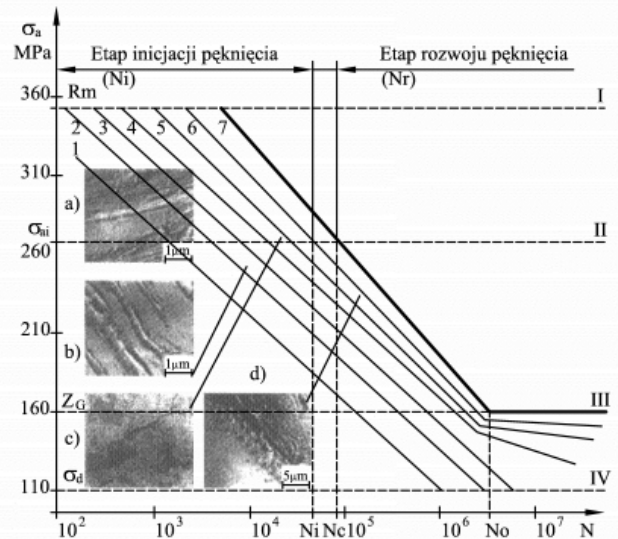 σa
MPa
Etap inicjacji pęknięcia
(Ni)
Etap rozwoju pęknięcia
(Nr)
360
Rm
I
2 3 4 5 6 7
1
310
a)
1μm
σai
260
II
b)
1μm
210
d)
ZG
160
III
c)
5μm
σd
110
IV
10² 10³ 10⁴ Ni Nc 10⁵ 10⁶ No 10⁷ N